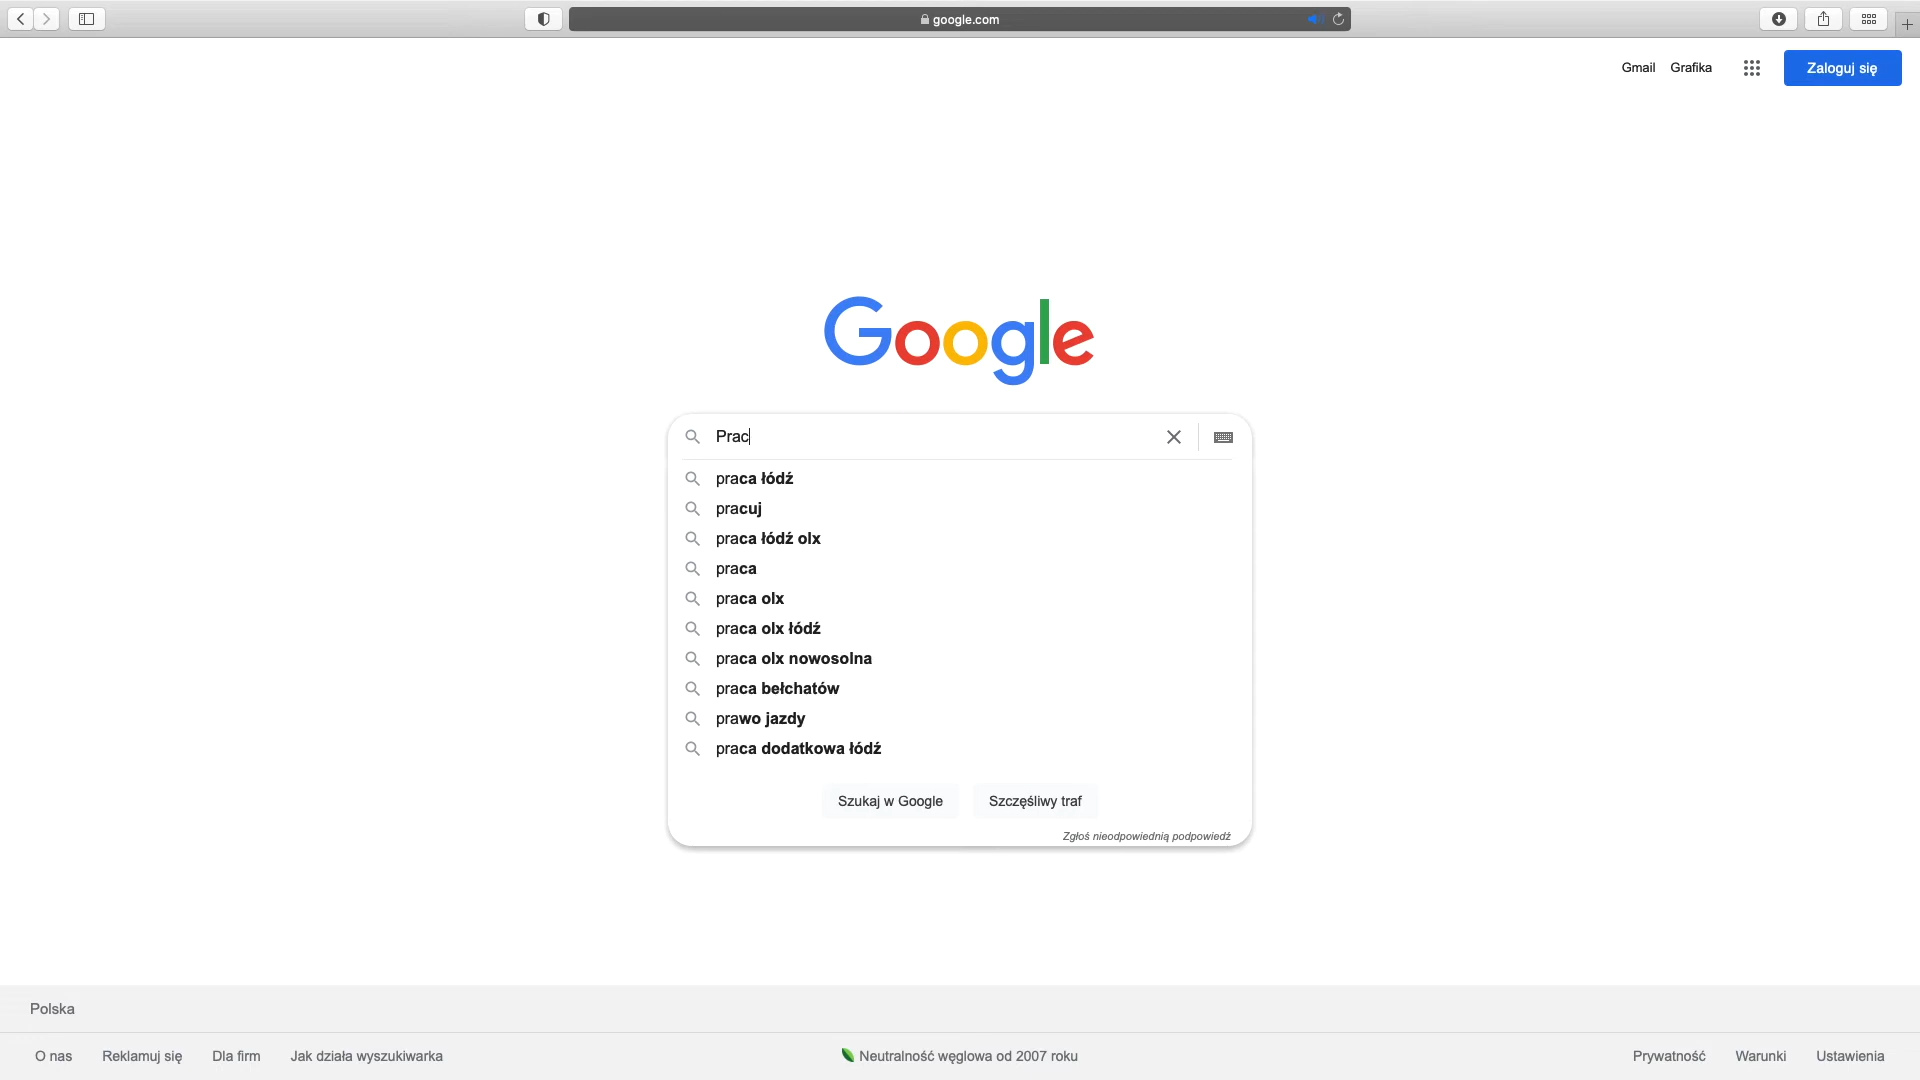 google.com
Gmail Grafika Zaloguj się
Google
Prac
praca łódź
pracuj
praca łódź olx
praca
praca olx
praca olx łódź
praca olx nowosolna
praca bełchatów
prawo jazdy
praca dodatkowa łódź
Szukaj w Google Szczęśliwy traf
Zgłoś nieodpowiednią podpowiedź
Polska
O nas Reklamuj się Dla firm Jak działa wyszukiwarka Neutralność węglowa od 2007 roku Prywatność Warunki Ustawienia